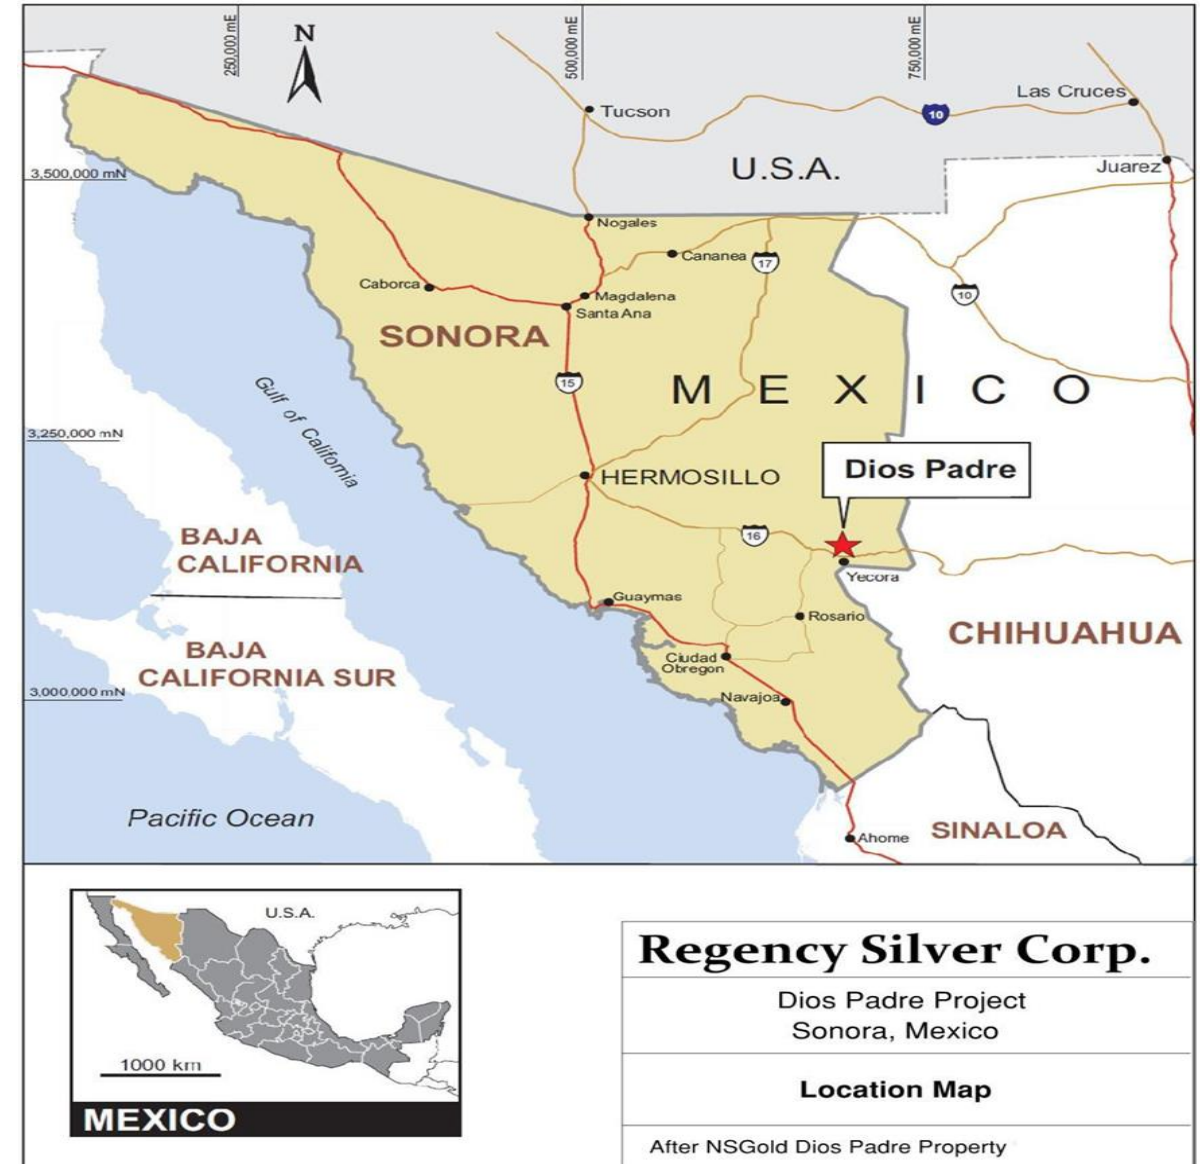 N
250,000 mE
500,000 mE
750,000 mE
Tucson
10
Las Cruces
U.S.A.
Juarez
3,500,000 mN
Nogales
Cananea
17
Caborca
Magdalena
Santa Ana
10
SONORA
15
MEXICO
Gulf of California
3,250,000 mN
HERMOSILLO
Dios Padre
16
BAJA
CALIFORNIA
Yecora
Guaymas
Rosario
CHIHUAHUA
BAJA
CALIFORNIA SUR
Ciudad
Obregon
3,000,000 mN
Navajoa
Pacific Ocean
Ahome
SINALOA
U.S.A.
1000 km
MEXICO
Regency Silver Corp.
Dios Padre Project
Sonora, Mexico
Location Map
After NSGold Dios Padre Property